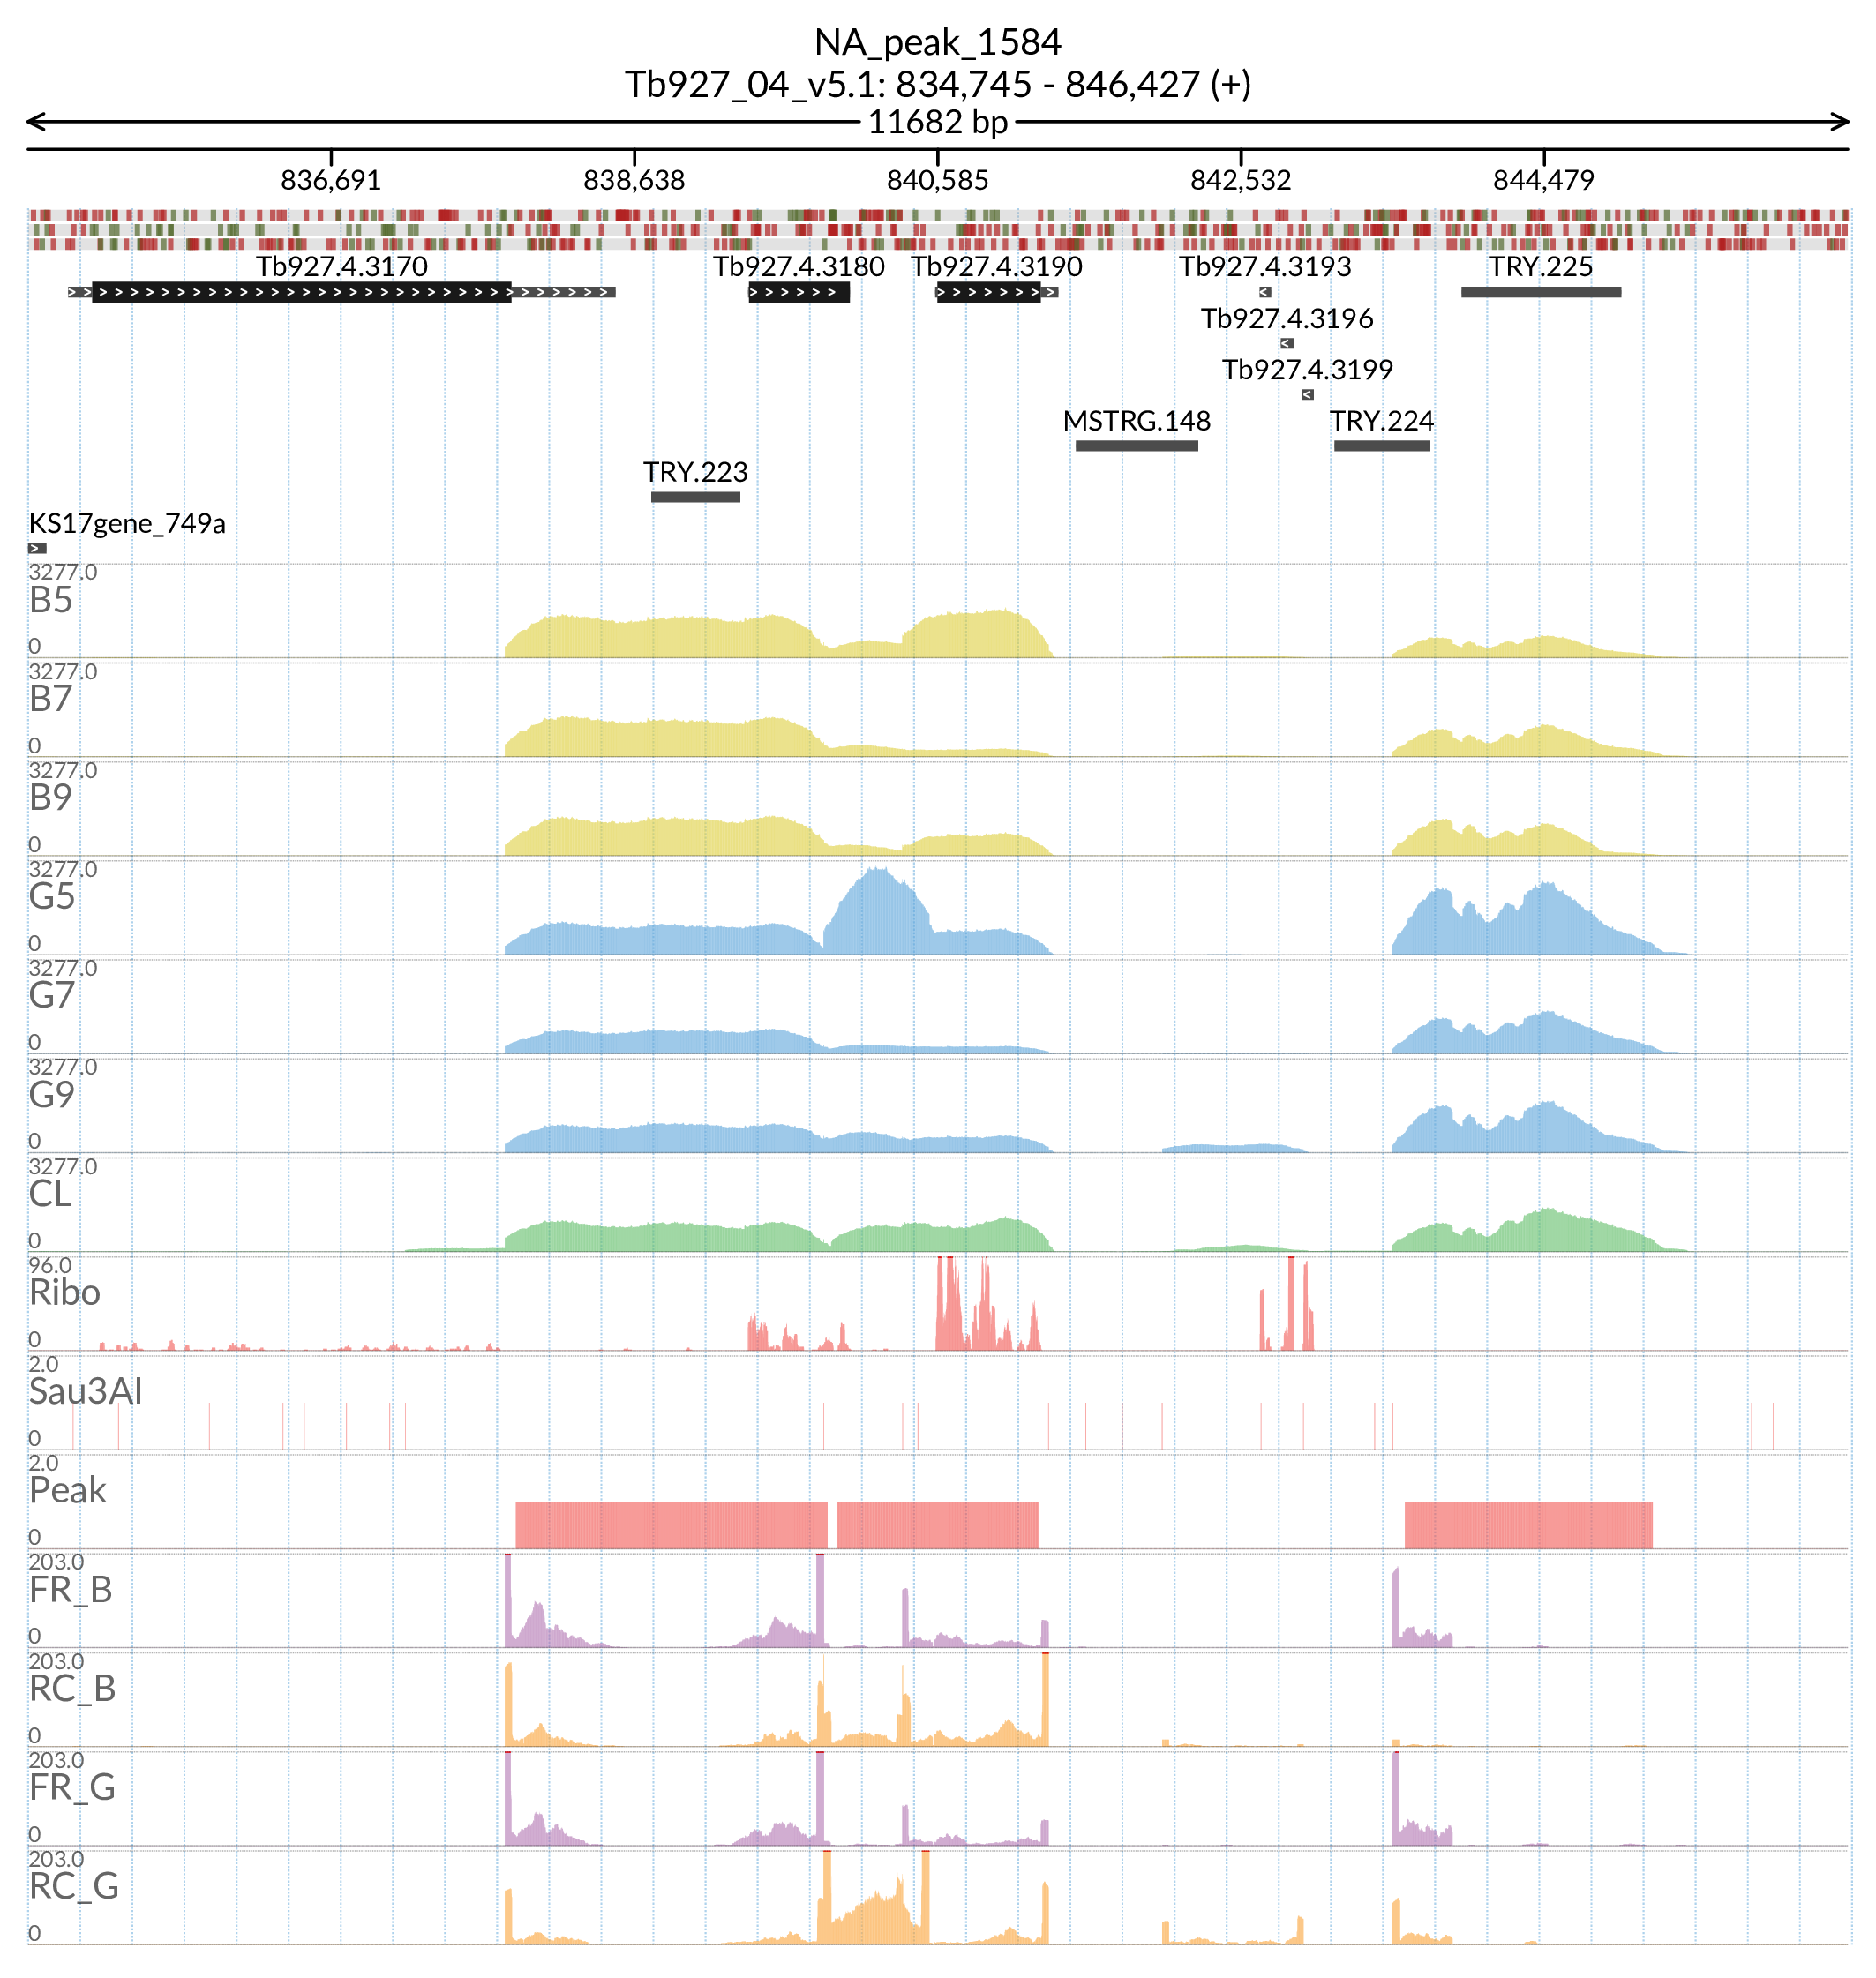 NA_peak_1584
Tb927_04_v5.1: 834,745 - 846,427 (+)
11682 bp
836,691 838,638 840,585 842,532 844,479
Tb927.4.3170 Tb927.4.3180 Tb927.4.3190 Tb927.4.3193 TRY.225
Tb927.4.3196
Tb927.4.3199
MSTRG.148 TRY.224
TRY.223
KS17gene_749a
3277.0
B5
0
3277.0
B7
0
3277.0
B9
0
3277.0
G5
0
3277.0
G7
0
3277.0
G9
0
3277.0
CL
0
96.0
Ribo
0
2.0
Sau3AI
0
2.0
Peak
0
203.0
FR_B
0
203.0
RC_B
0
203.0
FR_G
0
203.0
RC_G
0